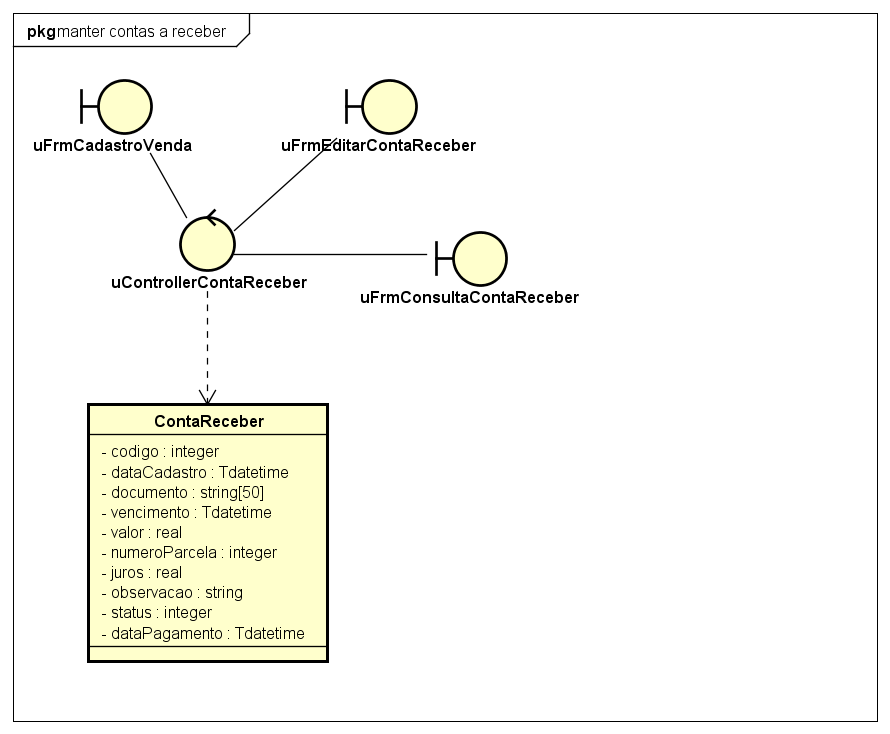 pkg manter contas a receber
uFrmCadastroVenda
uFrmEditarContaReceber
uControllerContaReceber
uFrmConsultaContaReceber
ContaReceber
- codigo : integer
- dataCadastro : Tdatetime
- documento : string[50]
- vencimento : Tdatetime
- valor : real
- numeroParcela : integer
- juros : real
- observacao : string
- status : integer
- dataPagamento : Tdatetime